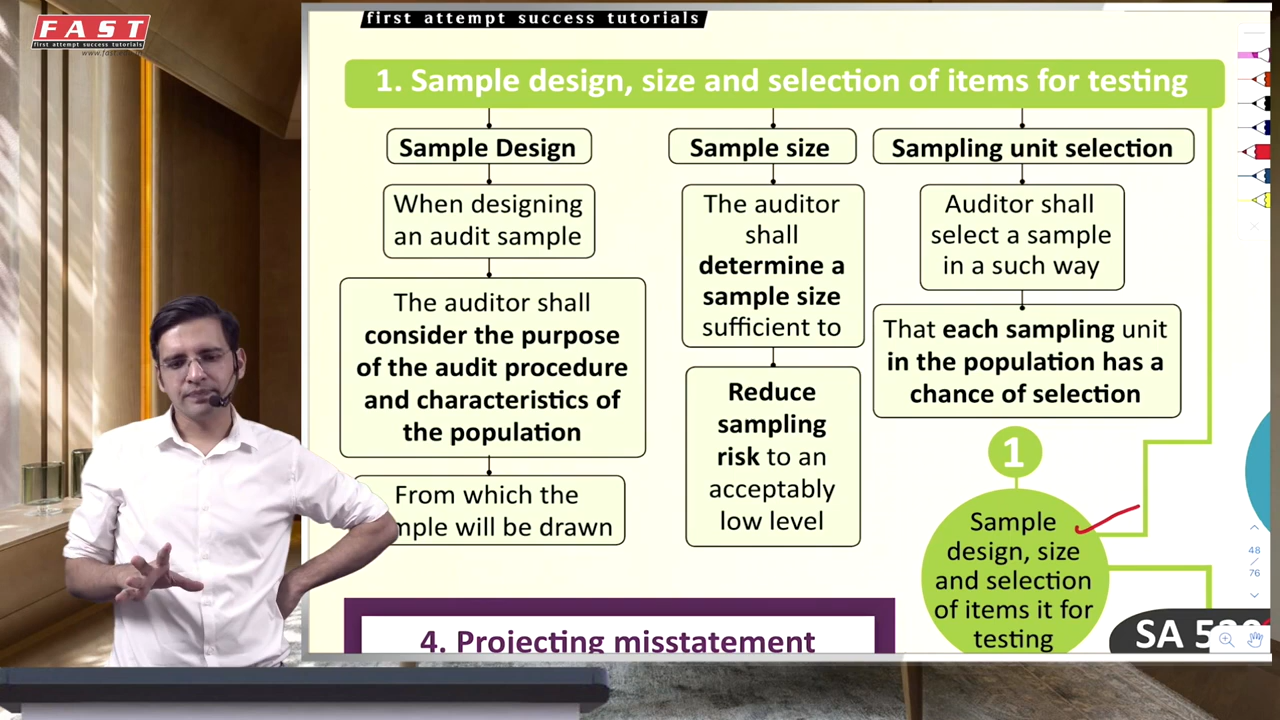 FAST
first attempt success tutorials
first attempt success tutorials
1. Sample design, size and selection of items for testing
Sample Design
When designing
an audit sample
The auditor shall
consider the purpose
of the audit procedure
and characteristics of
the population
From which the
will be drawn
Sample size
The auditor
shall
determine a
sample size
sufficient to
Reduce
sampling
risk to an
acceptably
low level
Sampling unit selection
Auditor shall
select a sample
in a such way
That each sampling unit
in the population has a
chance of selection
1
Sample
design, size
and selection
of items it for
testing
4. Projecting misstatement
SA
48
/
76